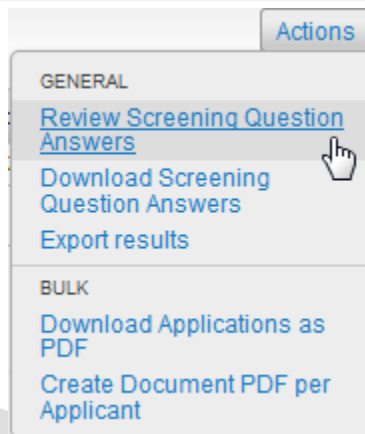 Actions
GENERAL
Review Screening Question
Answers
Download Screening
Question Answers
Export results
BULK
Download Applications as
PDF
Create Document PDF per
Applicant